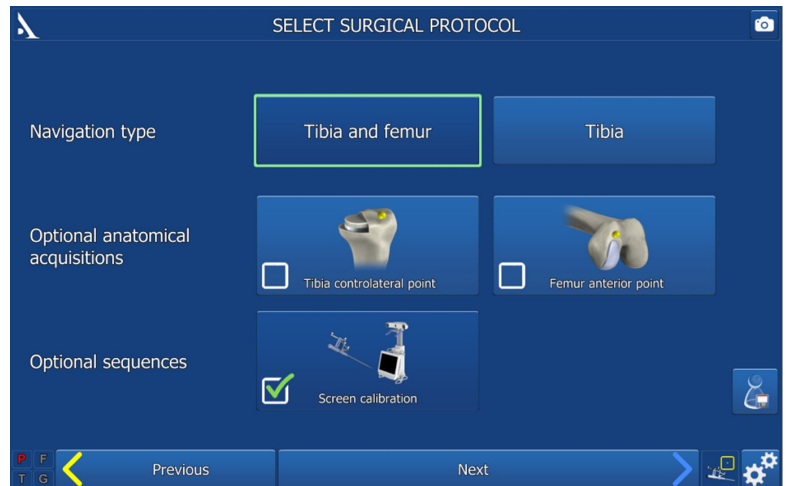 SELECT SURGICAL PROTOCOL
Navigation type
Tibia and femur
Tibia
Optional anatomical
acquisitions
Tibia controlateral point
Femur anterior point
Optional sequences
Screen calibration
P F
T G
Previous
Next